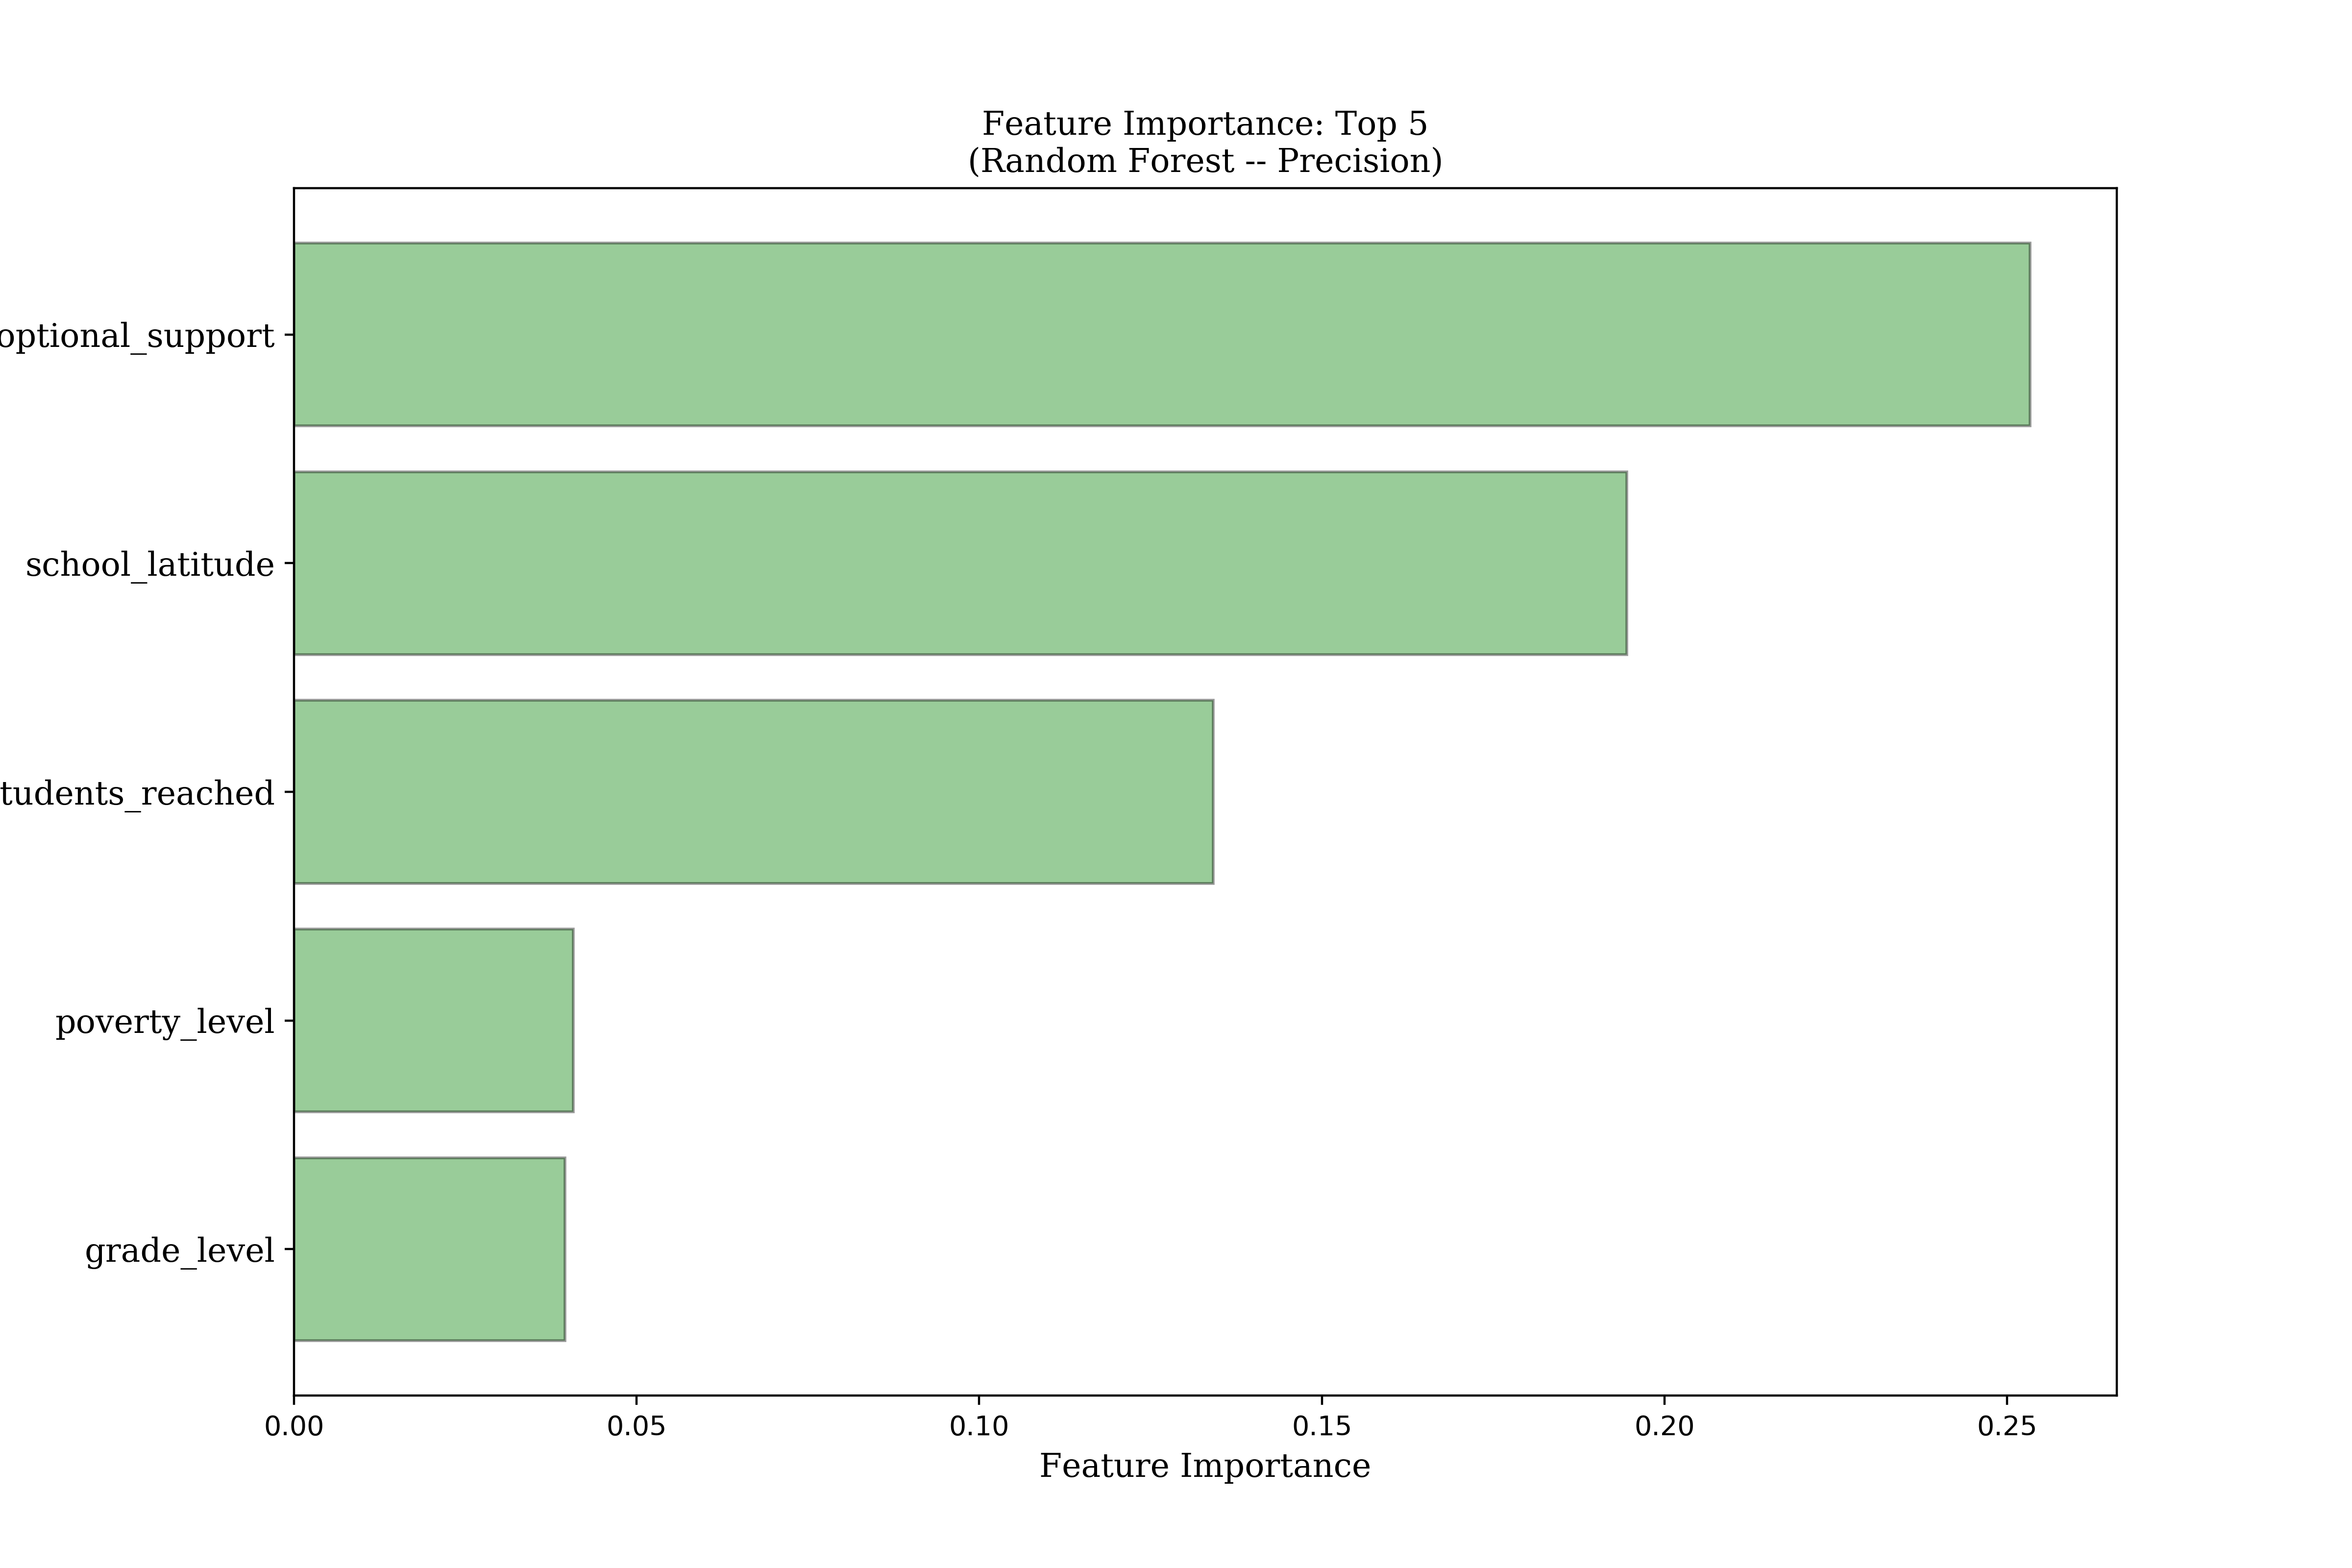 Feature Importance: Top 5
(Random Forest -- Precision)
optional_support
school_latitude
tudents_reached
poverty_level
grade_level
0.00 0.05 0.10 0.15 0.20 0.25
Feature Importance